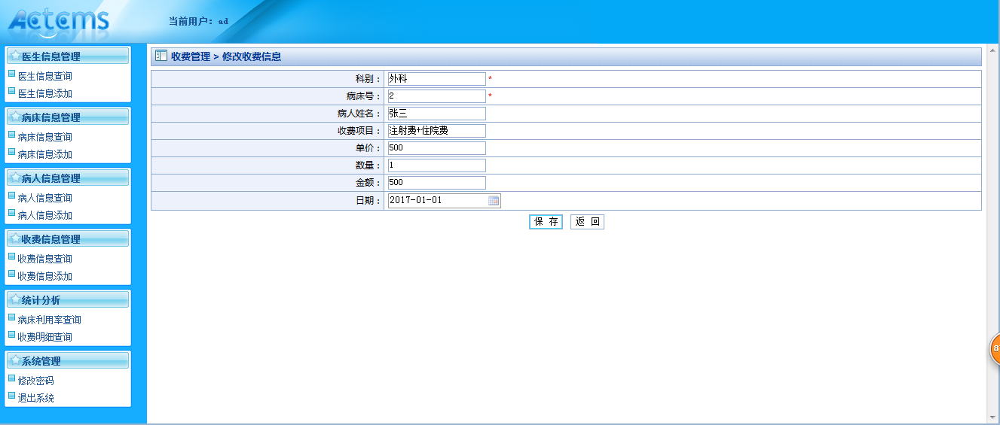 Actcms
当前用户：ad
医生信息管理
医生信息查询
医生信息添加
病床信息管理
病床信息查询
病床信息添加
病人信息管理
病人信息查询
病人信息添加
收费信息管理
收费信息查询
收费信息添加
统计分析
病床利用率查询
收费明细查询
系统管理
修改密码
退出系统
收费管理 > 修改收费信息
科别： 外科 *
病床号： 2 *
病人姓名： 张三
收费项目： 注射费+住院费
单价： 500
数量： 1
金额： 500
日期： 2017-01-01
保 存 返 回